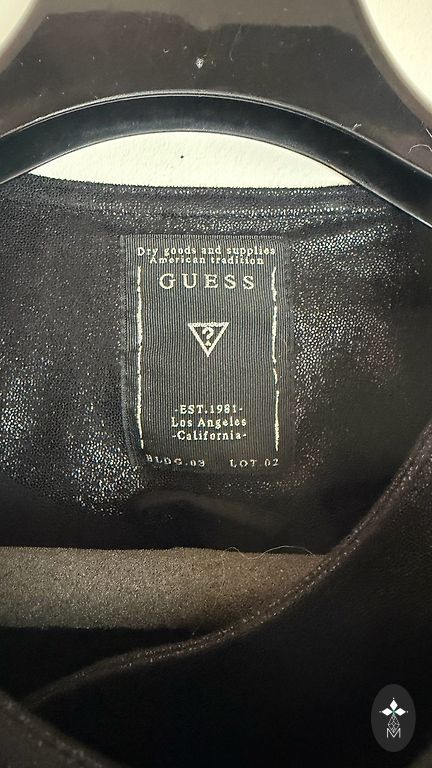 Dry goods and supplies
American tradition
GUESS
?
-EST.1981-
Los Angeles
-California-
BLDG.03 LOT.02
M